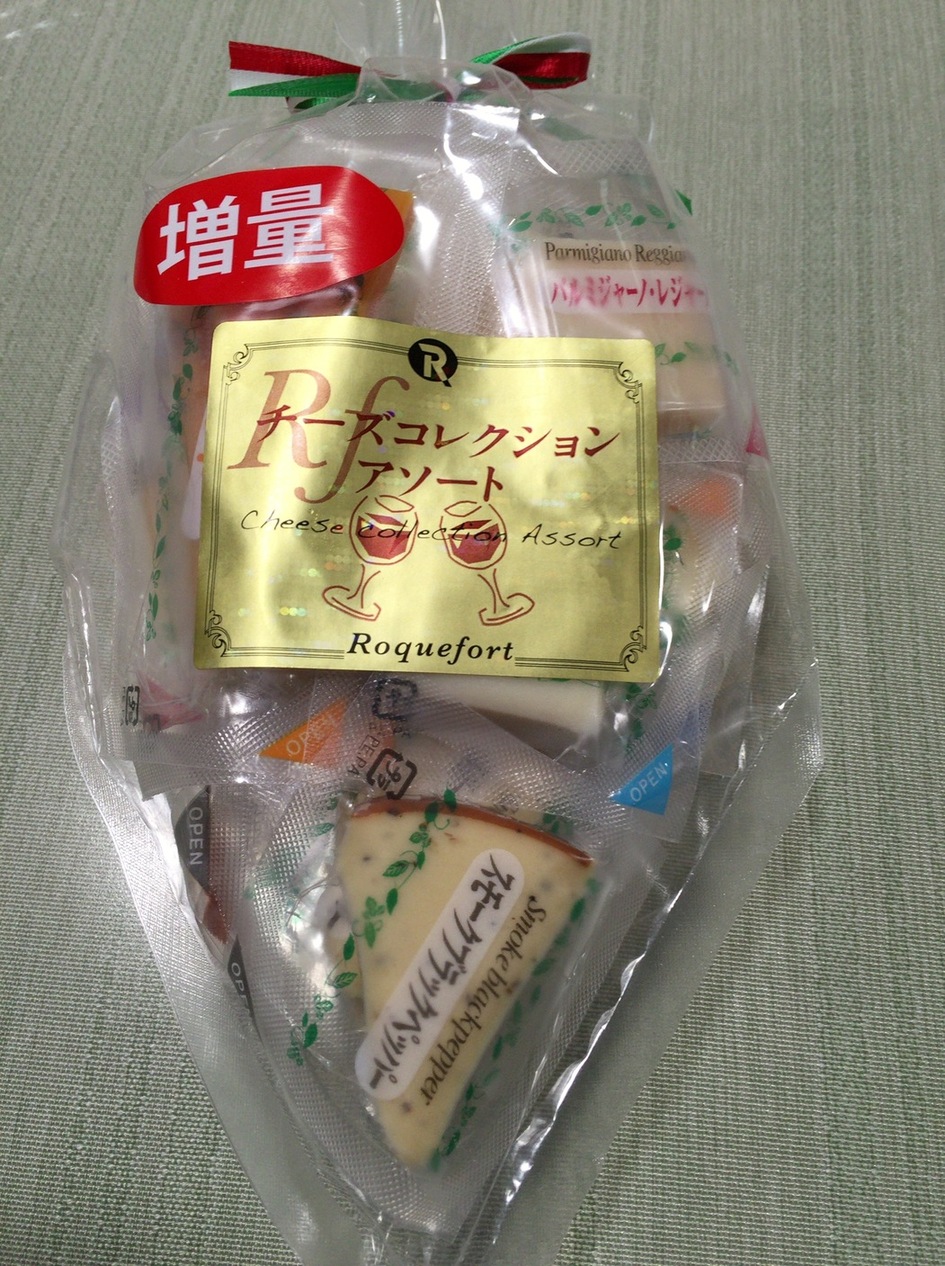 増量
Parmigiano Reggia
パルミジャーノ・レジャー
R
Rf
チーズコレクション
アソート
Cheese collection Assort
Roquefort
OPEN
OPEN
OPEN
スモークブラックペッパー
Smoke blackpepper